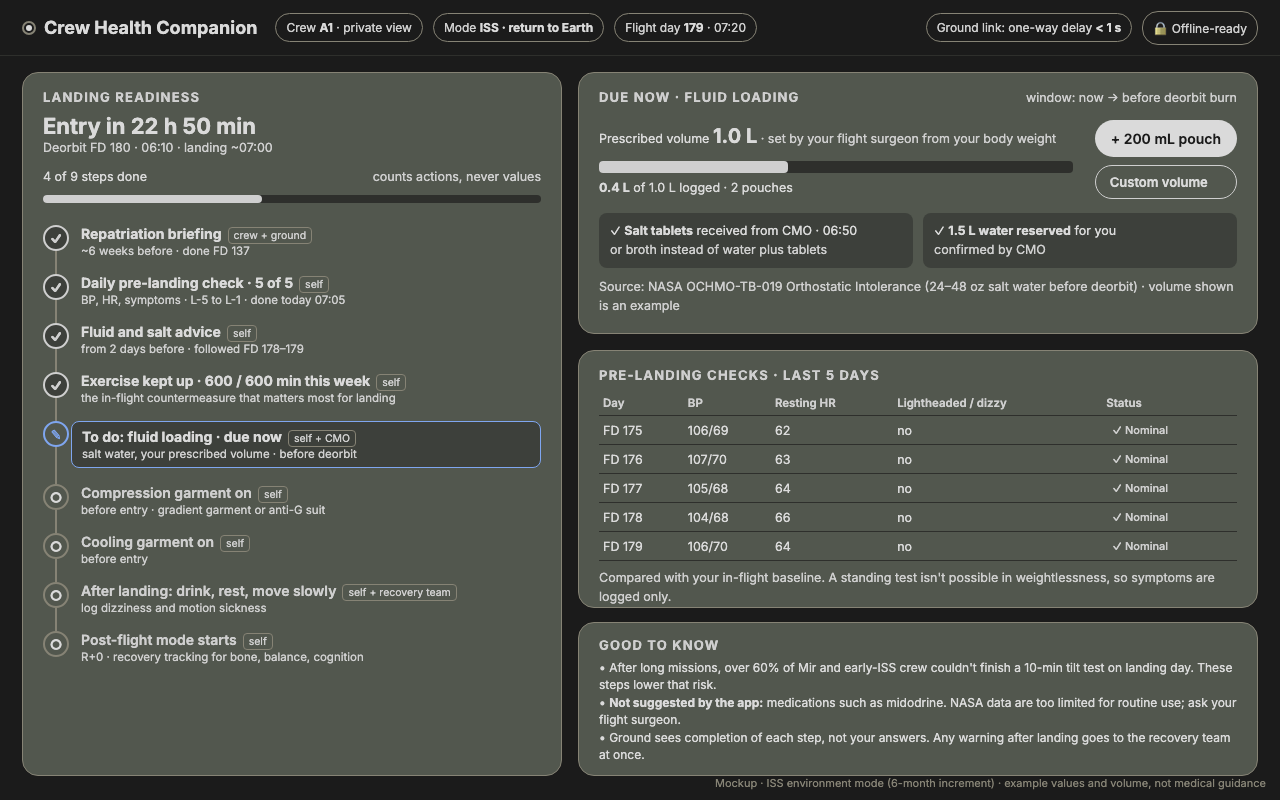 Crew Health Companion
Crew A1 · private view
Mode ISS · return to Earth
Flight day 179 · 07:20
Ground link: one-way delay < 1 s
🔒 Offline-ready
LANDING READINESS
Entry in 22 h 50 min
Deorbit FD 180 · 06:10 · landing ~07:00
4 of 9 steps done
counts actions, never values
Repatriation briefing crew + ground
~6 weeks before · done FD 137
Daily pre-landing check · 5 of 5 self
BP, HR, symptoms · L-5 to L-1 · done today 07:05
Fluid and salt advice self
from 2 days before · followed FD 178–179
Exercise kept up · 600 / 600 min this week self
the in-flight countermeasure that matters most for landing
To do: fluid loading · due now self + CMO
salt water, your prescribed volume · before deorbit
Compression garment on self
before entry · gradient garment or anti-G suit
Cooling garment on self
before entry
After landing: drink, rest, move slowly self + recovery team
log dizziness and motion sickness
Post-flight mode starts self
R+0 · recovery tracking for bone, balance, cognition
DUE NOW · FLUID LOADING
window: now → before deorbit burn
Prescribed volume 1.0 L · set by your flight surgeon from your body weight
0.4 L of 1.0 L logged · 2 pouches
+ 200 mL pouch
Custom volume
✓ Salt tablets received from CMO · 06:50
or broth instead of water plus tablets
✓ 1.5 L water reserved for you
confirmed by CMO
Source: NASA OCHMO-TB-019 Orthostatic Intolerance (24–48 oz salt water before deorbit) · volume shown
is an example
PRE-LANDING CHECKS · LAST 5 DAYS
Day BP Resting HR Lightheaded / dizzy Status
FD 175 106/69 62 no ✓ Nominal
FD 176 107/70 63 no ✓ Nominal
FD 177 105/68 64 no ✓ Nominal
FD 178 104/68 66 no ✓ Nominal
FD 179 106/70 64 no ✓ Nominal
Compared with your in-flight baseline. A standing test isn't possible in weightlessness, so symptoms are
logged only.
GOOD TO KNOW
• After long missions, over 60% of Mir and early-ISS crew couldn't finish a 10-min tilt test on landing day. These
steps lower that risk.
• Not suggested by the app: medications such as midodrine. NASA data are too limited for routine use; ask your
flight surgeon.
• Ground sees completion of each step, not your answers. Any warning after landing goes to the recovery team
at once.
Mockup · ISS environment mode (6-month increment) · example values and volume, not medical guidance